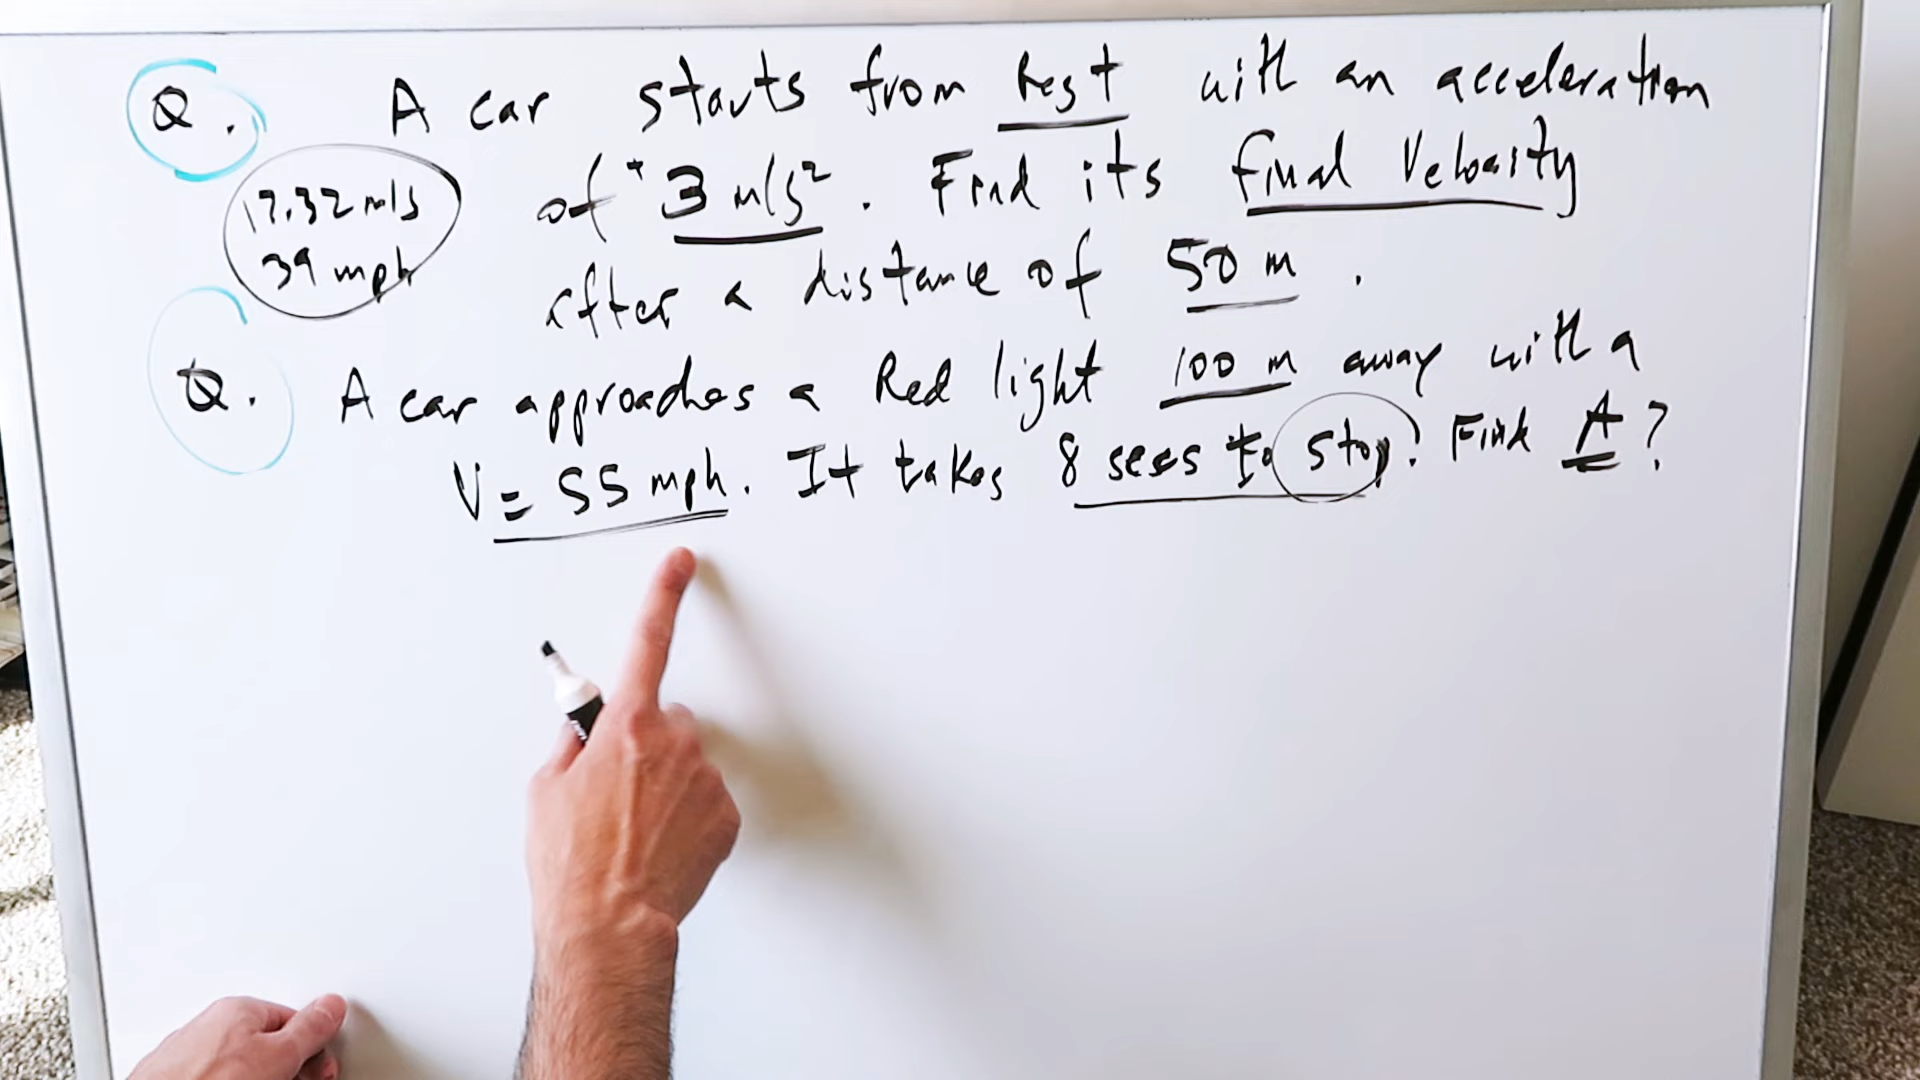 Q. A car starts from Rest with an acceleration
of +3 m/s². Find its final Velocity
17.32 m/s
39 mph
after a distance of 50 m.
Q. A car approaches a Red light 100 m away with a
V = 55 mph. It takes 8 secs to stop. Find A?